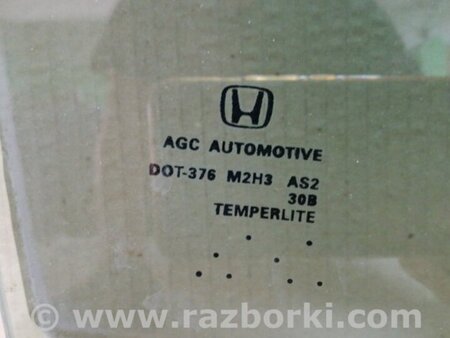 AGC AUTOMOTIVE
DOT-376 M2H3 AS2
30B
TEMPERLITE
© www.razborki.com